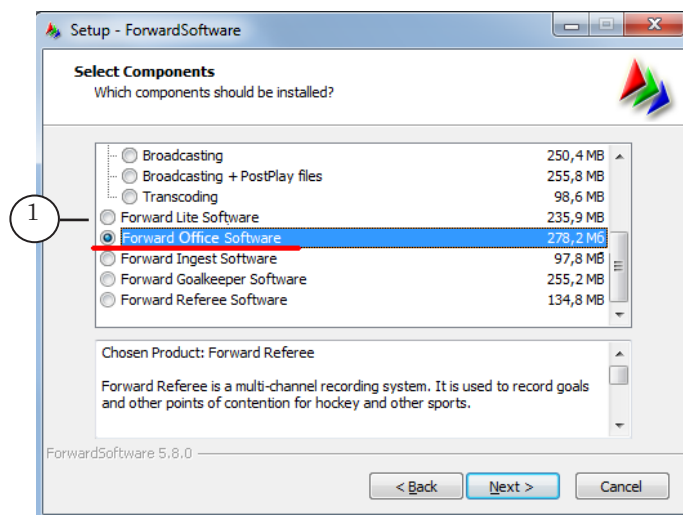 Setup - ForwardSoftware
Select Components
Which components should be installed?
Broadcasting 250,4 MB
Broadcasting + PostPlay files 255,8 MB
Transcoding 98,6 MB
1
Forward Lite Software 235,9 MB
Forward Office Software 278,2 Мб
Forward Ingest Software 97,8 MB
Forward Goalkeeper Software 255,2 MB
Forward Referee Software 134,8 MB
Chosen Product: Forward Referee
Forward Referee is a multi-channel recording system. It is used to record goals
and other points of contention for hockey and other sports.
ForwardSoftware 5.8.0
< Back Next > Cancel